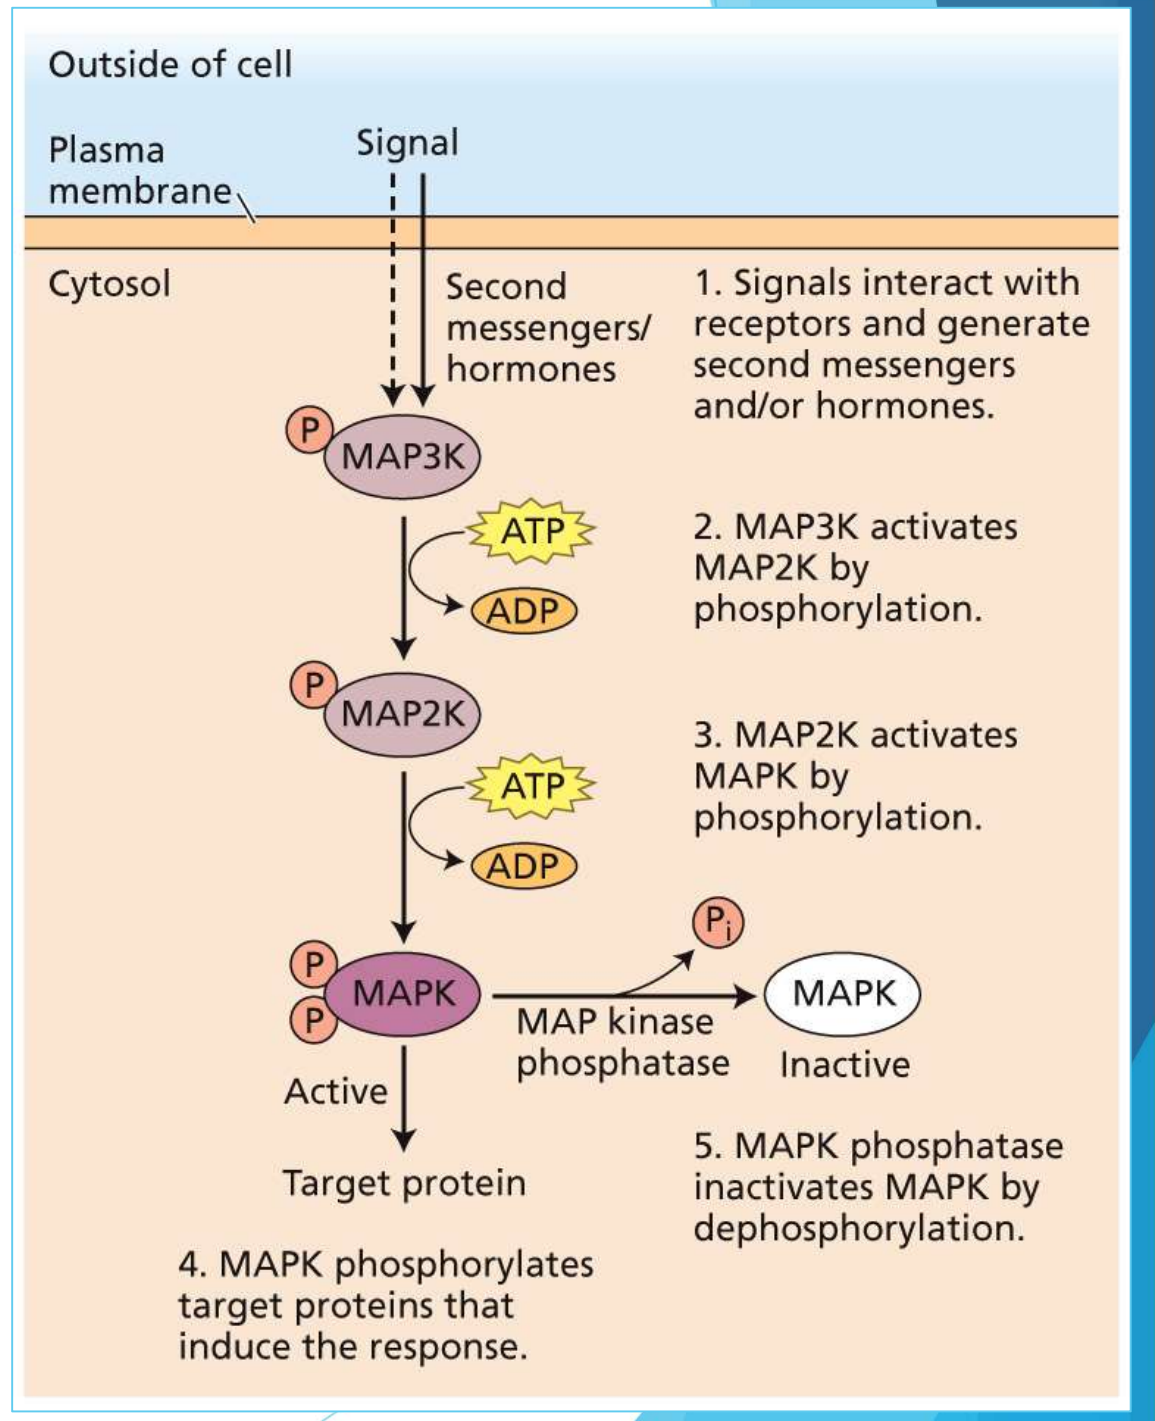 Outside of cell
Plasma
membrane
Signal
Cytosol
Second
messengers/
hormones
1. Signals interact with
receptors and generate
second messengers
and/or hormones.
P
MAP3K
ATP
ADP
2. MAP3K activates
MAP2K by
phosphorylation.
P
MAP2K
ATP
ADP
3. MAP2K activates
MAPK by
phosphorylation.
P
P
MAPK
Active
Pi
MAP kinase
phosphatase
MAPK
Inactive
Target protein
4. MAPK phosphorylates
target proteins that
induce the response.
5. MAPK phosphatase
inactivates MAPK by
dephosphorylation.